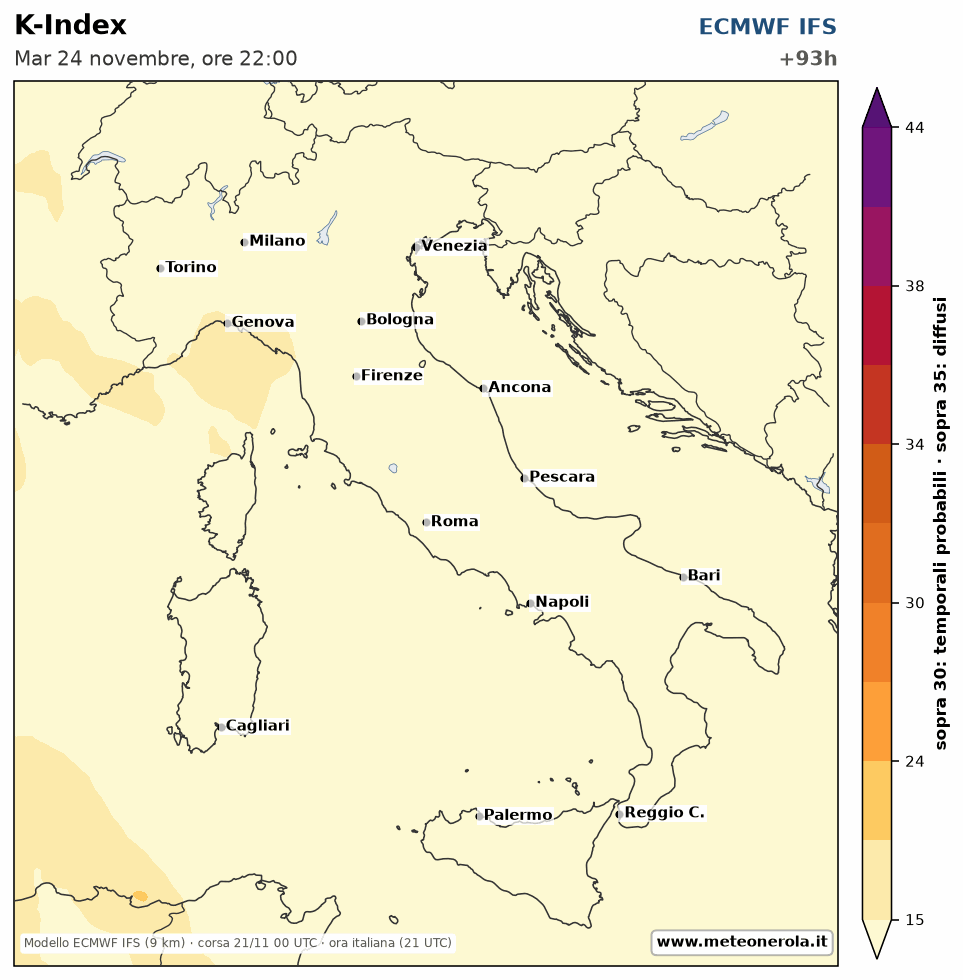 K-Index
ECMWF IFS
Mar 24 novembre, ore 22:00
+93h
44
38
34
30
24
15
sopra 30: temporali probabili · sopra 35: diffusi
Milano
Venezia
Torino
Genova
Bologna
Firenze
Ancona
Pescara
Roma
Bari
Napoli
Cagliari
Palermo
Reggio C.
Modello ECMWF IFS (9 km) · corsa 21/11 00 UTC · ora italiana (21 UTC)
www.meteonerola.it